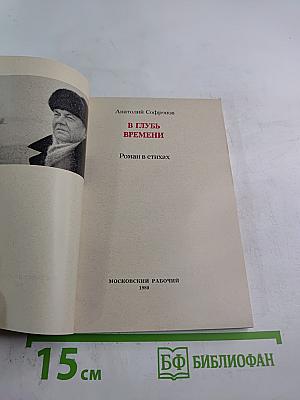 Анатолий Софронов
В ГЛУБЬ
ВРЕМЕНИ
Роман в стихах
МОСКОВСКИЙ РАБОЧИЙ
1980
15 см
БФ БИБЛИОФАН